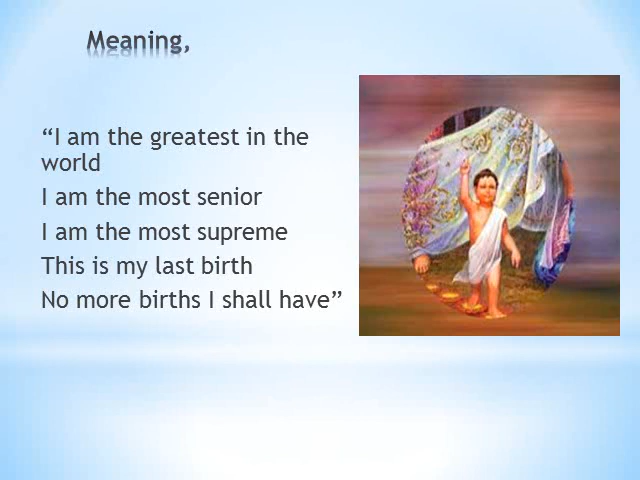 Meaning,
“I am the greatest in the
world
I am the most senior
I am the most supreme
This is my last birth
No more births I shall have”